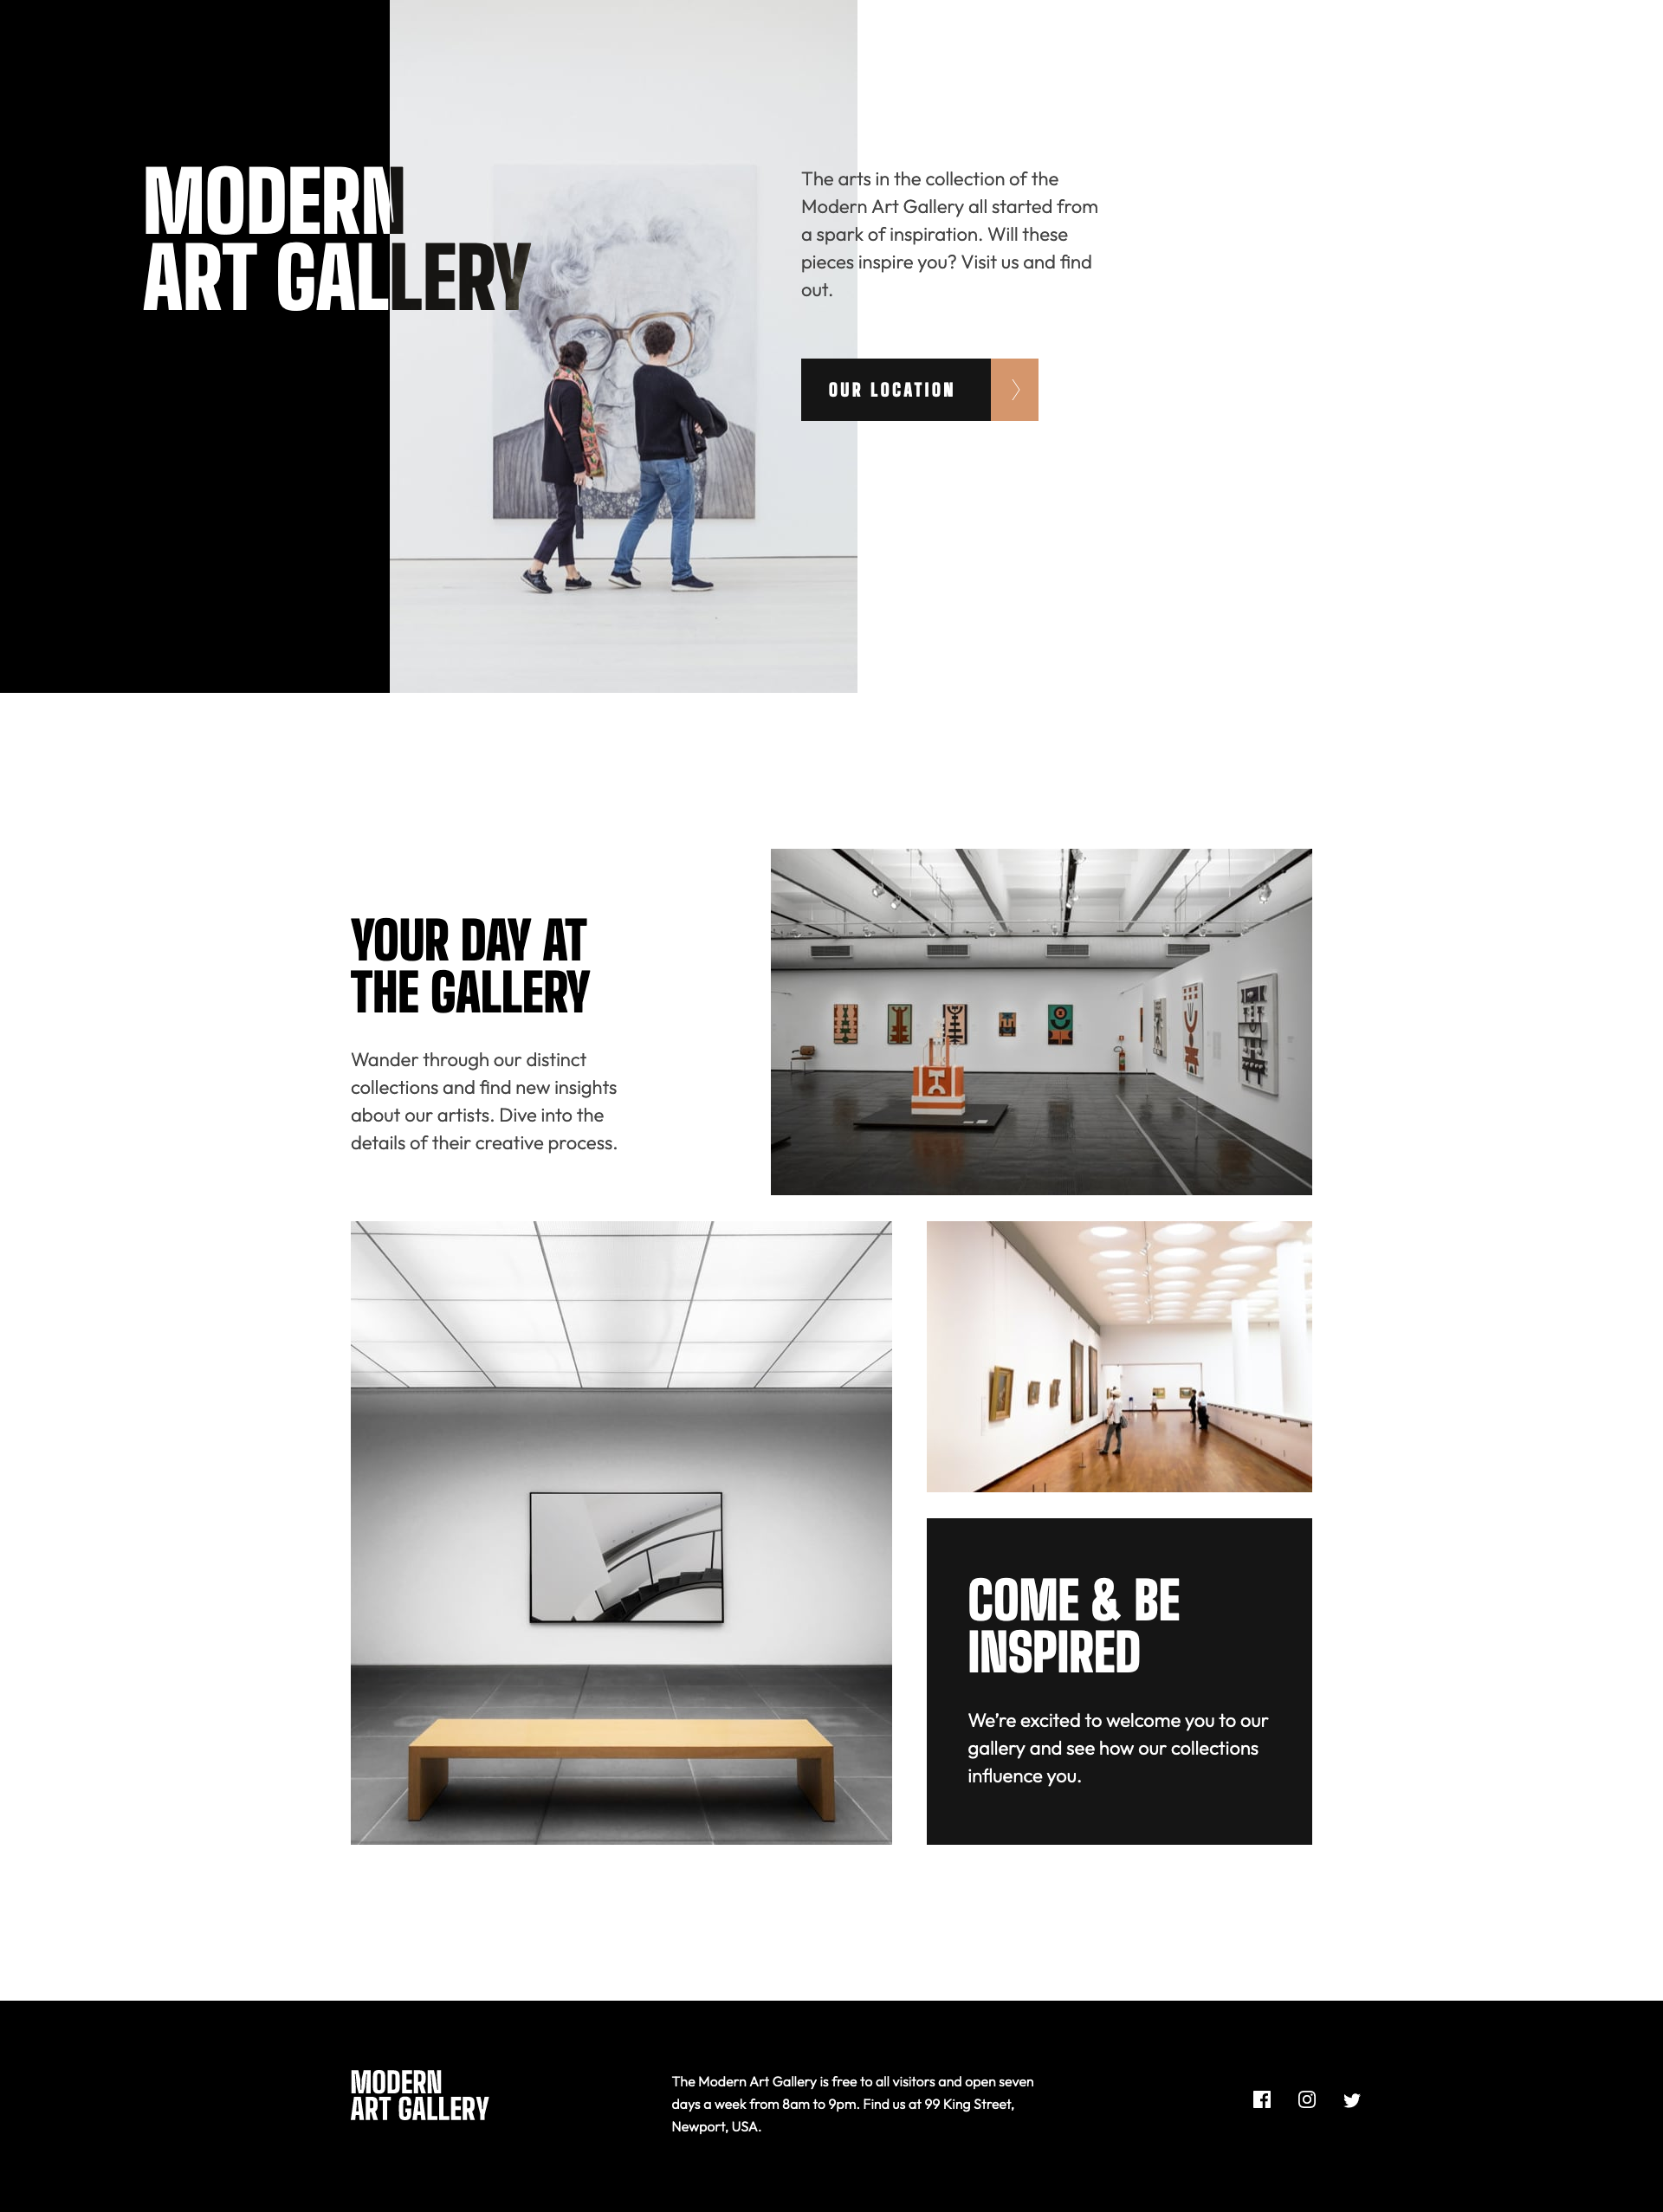 MODERN
ART GALLERY
The arts in the collection of the
Modern Art Gallery all started from
a spark of inspiration. Will these
pieces inspire you? Visit us and find
out.
OUR LOCATION
YOUR DAY AT
THE GALLERY
Wander through our distinct
collections and find new insights
about our artists. Dive into the
details of their creative process.
COME & BE
INSPIRED
We’re excited to welcome you to our
gallery and see how our collections
influence you.
MODERN
ART GALLERY
The Modern Art Gallery is free to all visitors and open seven
days a week from 8am to 9pm. Find us at 99 King Street,
Newport, USA.